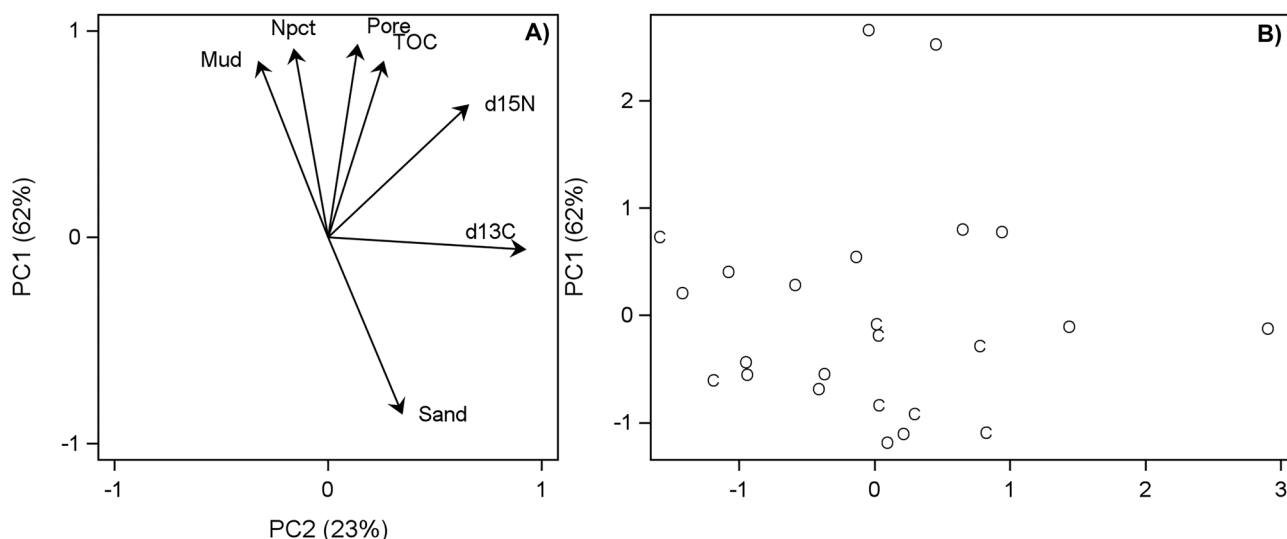 A)
1
Npct
Pore
TOC
Mud
d15N
PC1 (62%)
0
d13C
Sand
-1
-1
0
1
PC2 (23%)
B)
O
O
2
1
O
O
C
O
O
O
O
PC1 (62%)
0
O
C
O
O
C
O
O
C
O
O
C
C
O
O
C
-1
O
-1
0
1
2
3